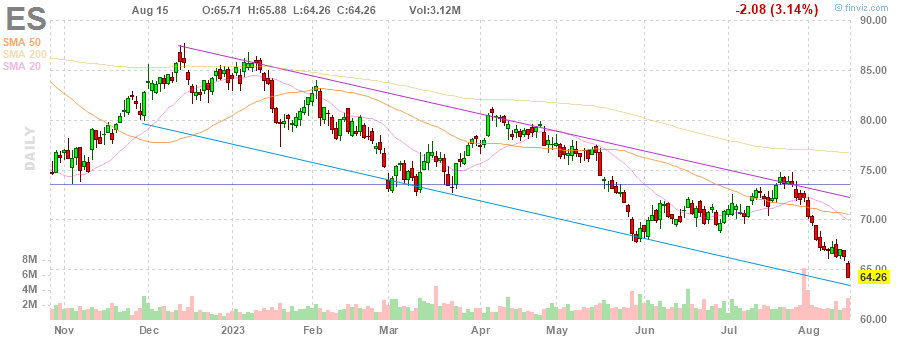 ES
Aug 15 O:65.71 H:65.88 L:64.26 C:64.26 Vol:3.12M -2.08 (3.14%) finviz.com
SMA 50
SMA 200
SMA 20
DAILY
90.00
85.00
80.00
75.00
70.00
65.00
64.26
60.00
8M
6M
4M
2M
Nov Dec 2023 Feb Mar Apr May Jun Jul Aug